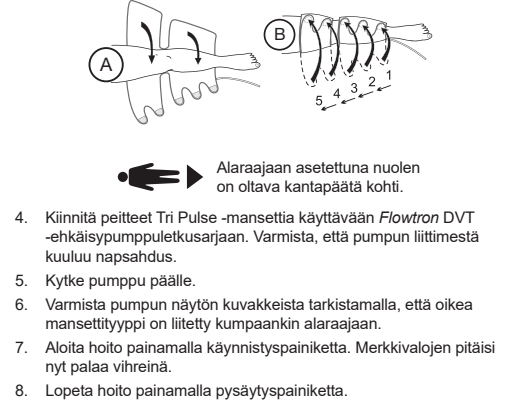 A
B
5 4 3 2 1
Alaraajaan asetettuna nuolen
on oltava kantapäätä kohti.
4. Kiinnitä peitteet Tri Pulse -mansettia käyttävään Flowtron DVT
-ehkäisypumppuletkusarjaan. Varmista, että pumpun liittimestä
kuuluu napsahdus.
5. Kytke pumppu päälle.
6. Varmista pumpun näytön kuvakkeista tarkistamalla, että oikea
mansettityyppi on liitetty kumpaankin alaraajaan.
7. Aloita hoito painamalla käynnistyspainiketta. Merkkivalojen pitäisi
nyt palaa vihreinä.
8. Lopeta hoito painamalla pysäytyspainiketta.